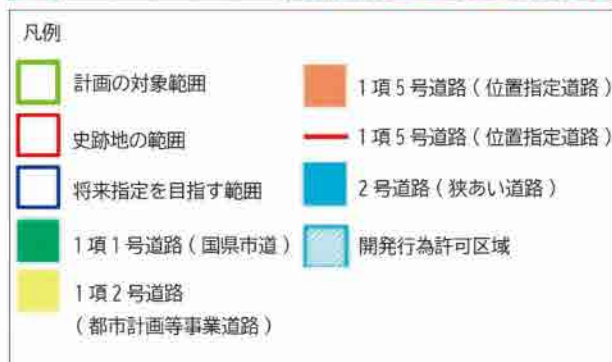 凡例
計画の対象範囲
史跡地の範囲
将来指定を目指す範囲
1項1号道路(国県市道)
1項2号道路
(都市計画等事業道路)
1項5号道路(位置指定道路)
1項5号道路(位置指定道路)
2号道路(狭あい道路)
開発行為許可区域